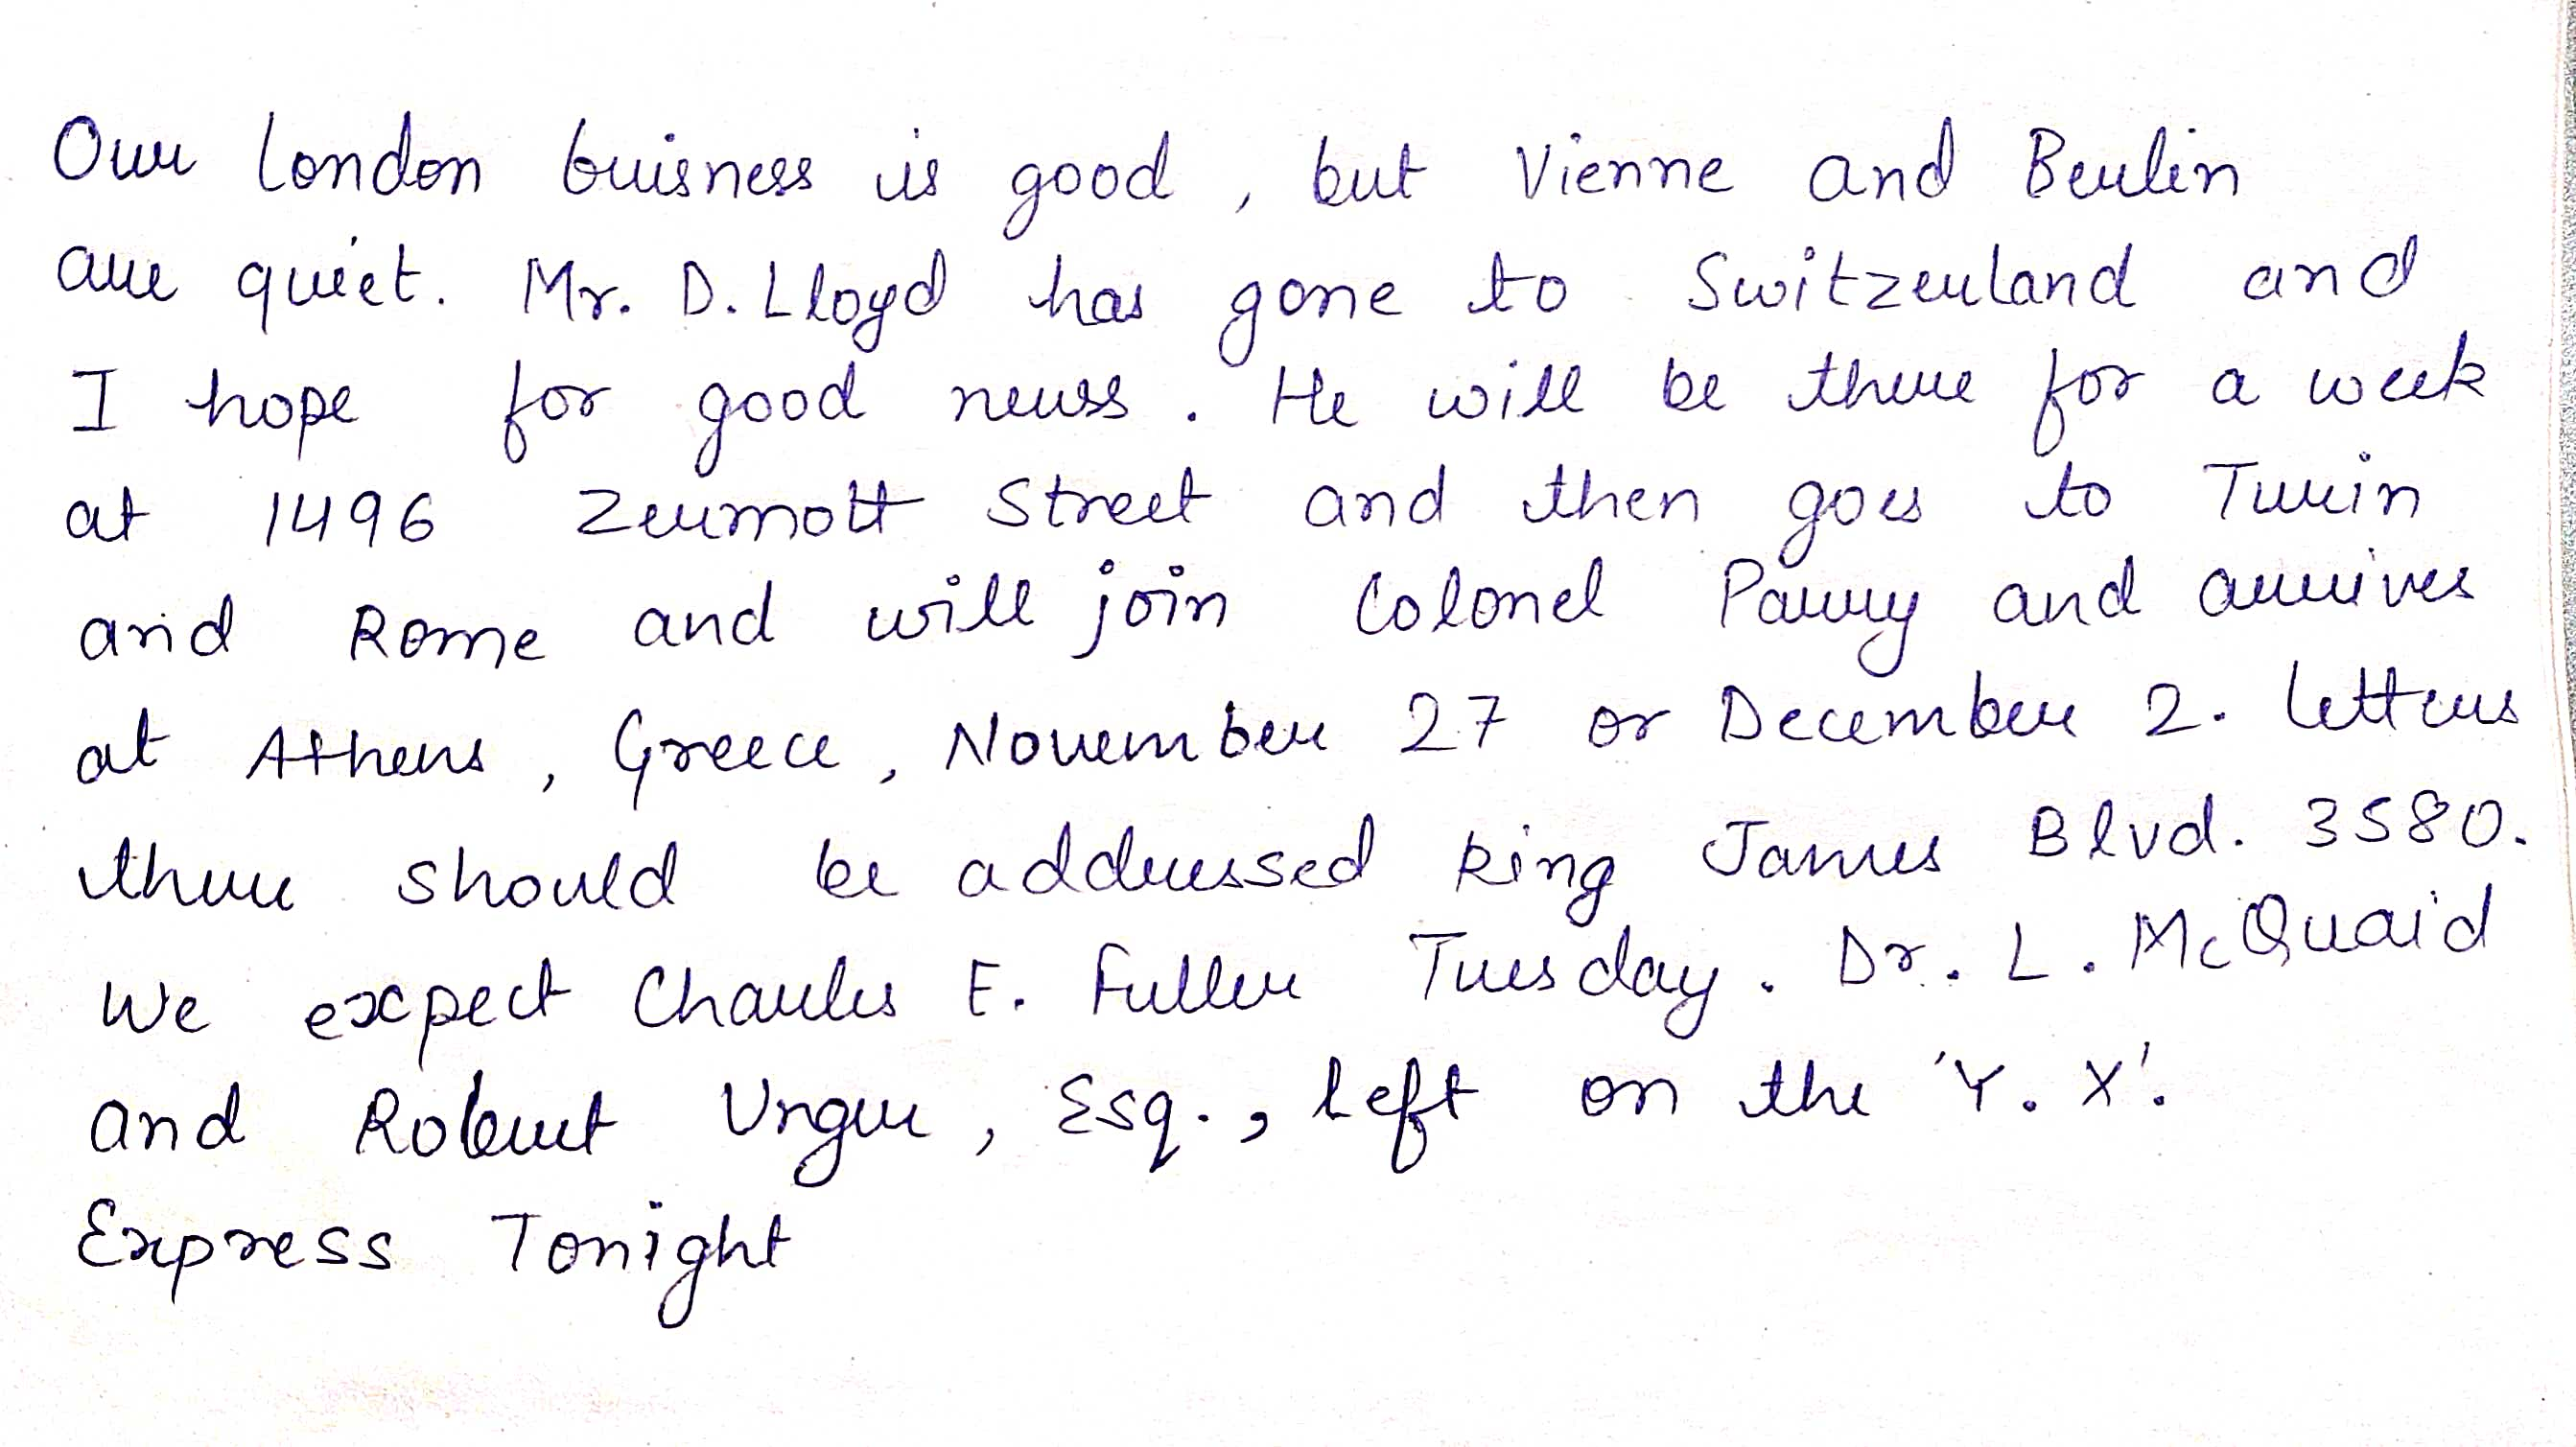 Our London buisness is good, but Vienne and Berlin
are quiet. Mr. D. Lloyd has gone to Switzerland and
I hope for good newss. He will be there for a week
at 1496 Zermott Street and then goes to Turin
and Rome and will join Colonel Parry and arrives
at Athens, Greece, November 27 or December 2. Letters
there should be addressed King James Blvd. 3580.
We expect Charles E. Fuller Tuesday. Dr. L. McQuaid
and Robert Unger, Esq., left on the 'Y. X'.
Express Tonight